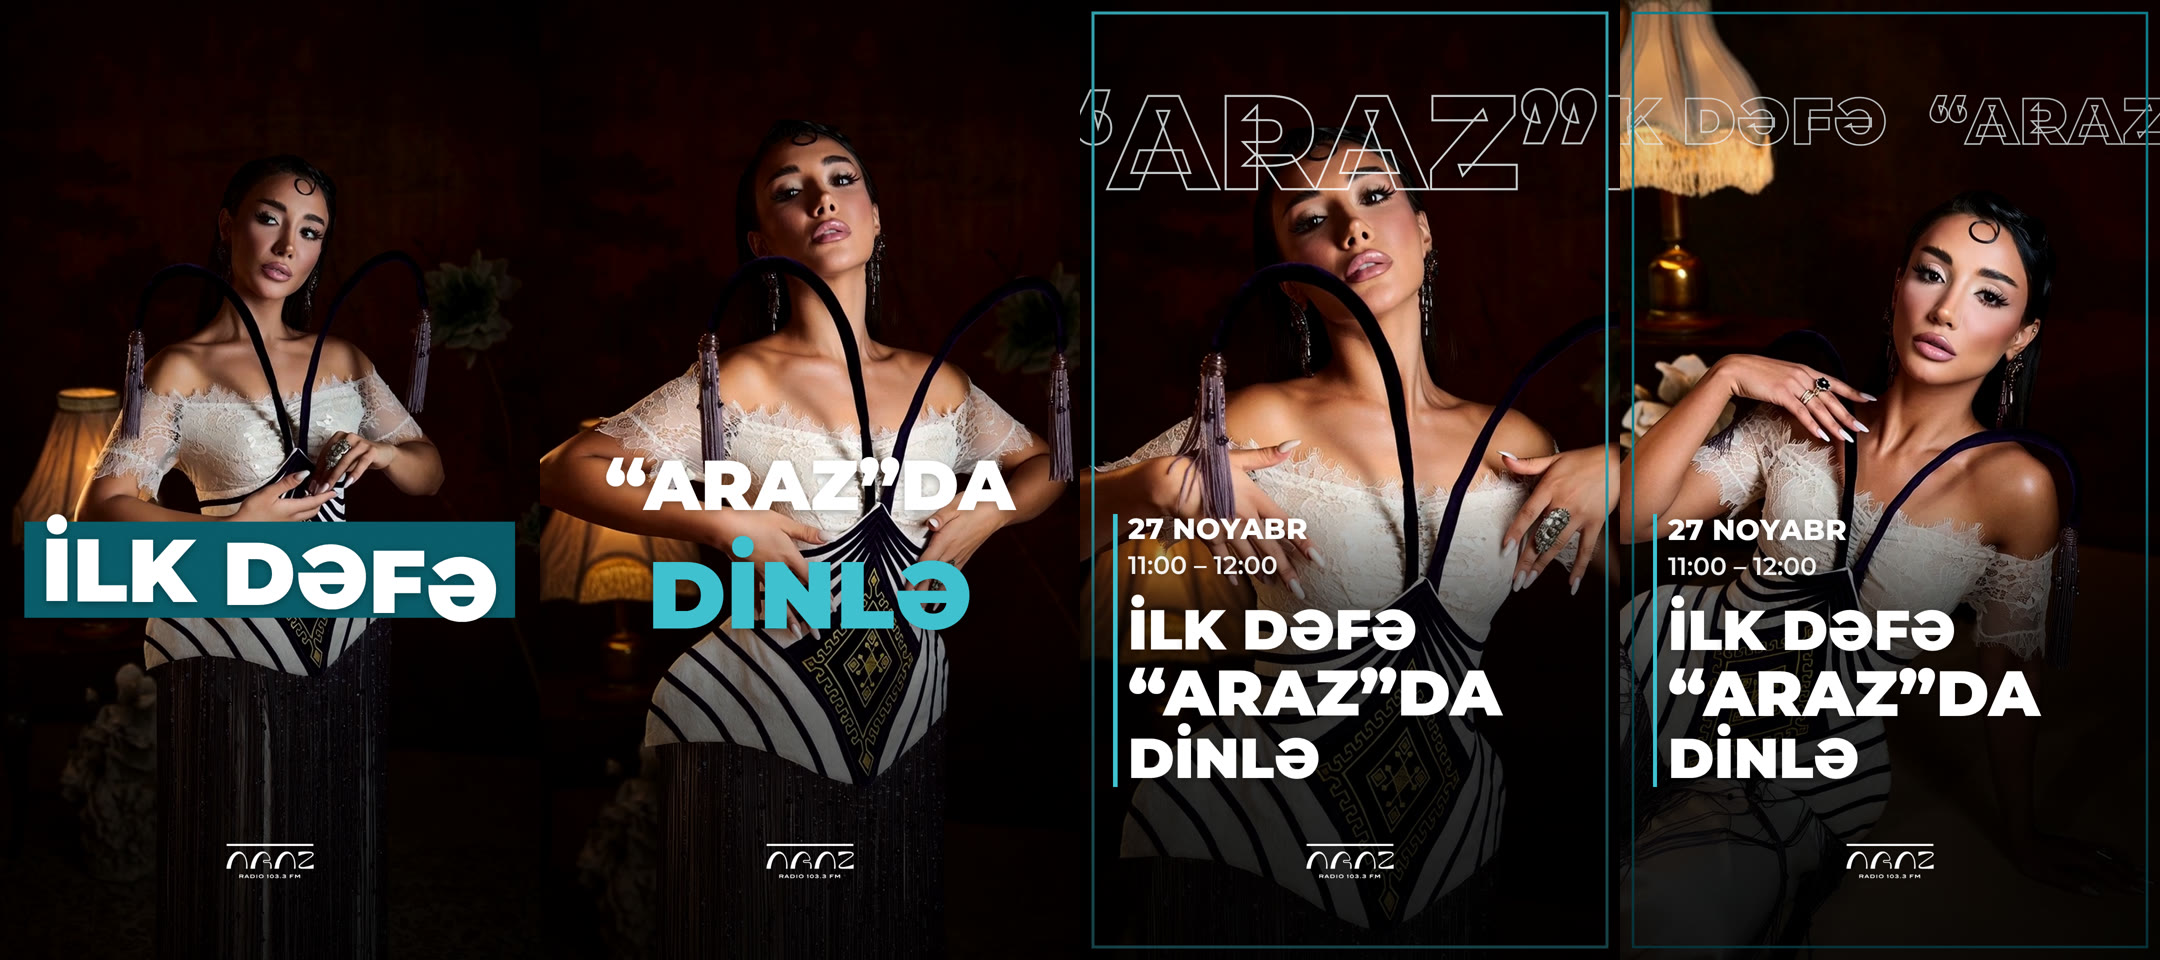 İLK DƏFƏ
ARAZ
RADIO 103.3 FM
“ARAZ”DA
DİNLƏ
ARAZ
RADIO 103.3 FM
“ARAZ”
27 NOYABR
11:00 – 12:00
İLK DƏFƏ
“ARAZ”DA
DİNLƏ
ARAZ
RADIO 103.3 FM
K DƏFƏ “ARAZ
27 NOYABR
11:00 – 12:00
İLK DƏFƏ
“ARAZ”DA
DİNLƏ
ARAZ
RADIO 103.3 FM